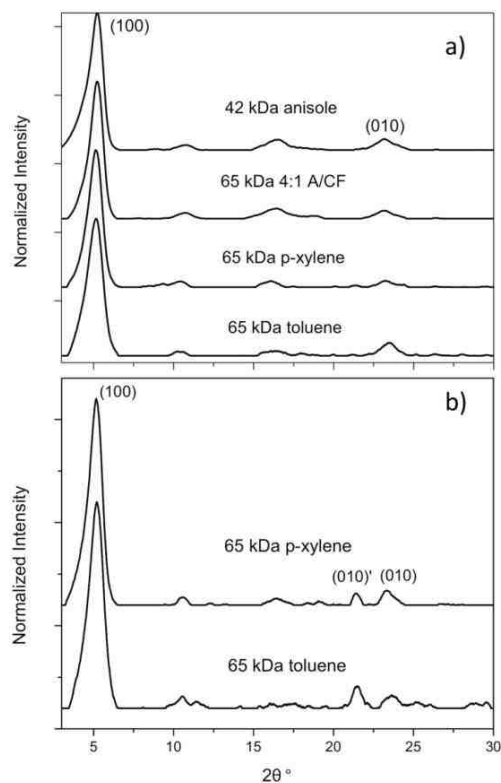 a)
(100)
42 kDa anisole
(010)
65 kDa 4:1 A/CF
65 kDa p-xylene
65 kDa toluene
Normalized Intensity
b)
(100)
65 kDa p-xylene
(010)' (010)
65 kDa toluene
Normalized Intensity
5 10 15 20 25 30
2θ °